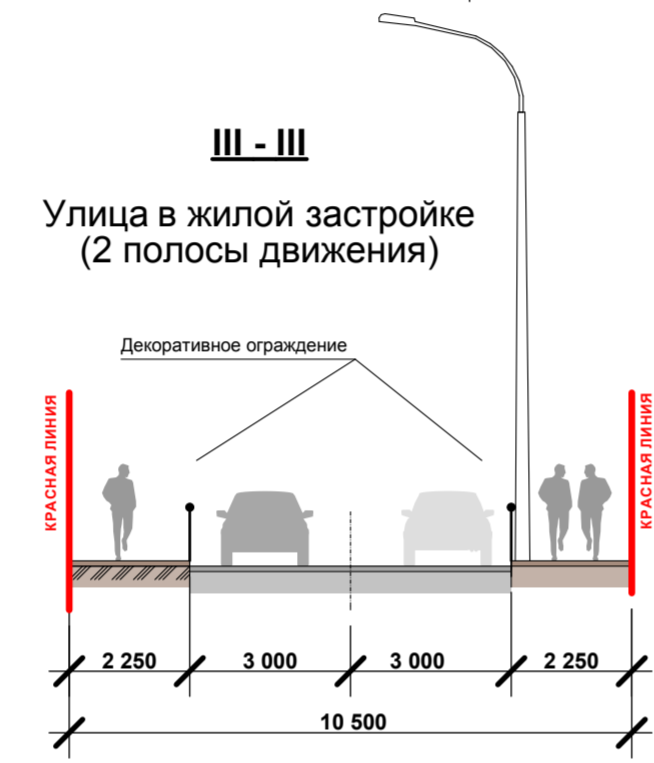 III - III
Улица в жилой застройке
(2 полосы движения)
Декоративное ограждение
КРАСНАЯ ЛИНИЯ
КРАСНАЯ ЛИНИЯ
2 250 3 000 3 000 2 250
10 500